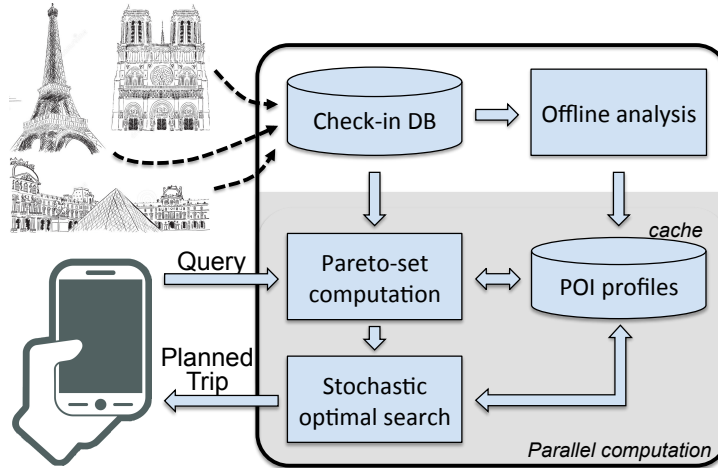 Check-in DB
Offline analysis
cache
Query
Pareto-set
computation
POI profiles
Planned
Trip
Stochastic
optimal search
Parallel computation